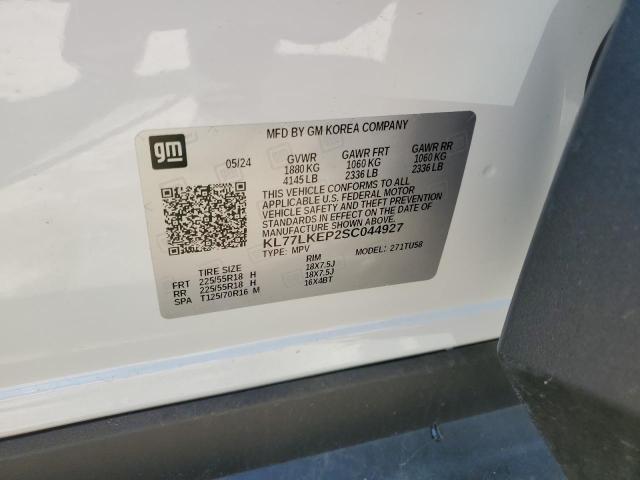 MFD BY GM KOREA COMPANY
gm
05/24 GVWR GAWR FRT GAWR RR
1880 KG 1060 KG 1060 KG
4145 LB 2336 LB 2336 LB
THIS VEHICLE CONFORMS TO ALL
APPLICABLE U.S. FEDERAL MOTOR
VEHICLE SAFETY AND THEFT PREVENTION
STANDARDS IN EFFECT ON THE DATE OF
MANUFACTURE SHOWN ABOVE.
KL77LKEP2SC044927
TYPE: MPV MODEL: 271TU58
TIRE SIZE RIM
FRT 225/55R18 H 18X7.5J
RR 225/55R18 H 18X7.5J
SPA T125/70R16 M 16X4BT